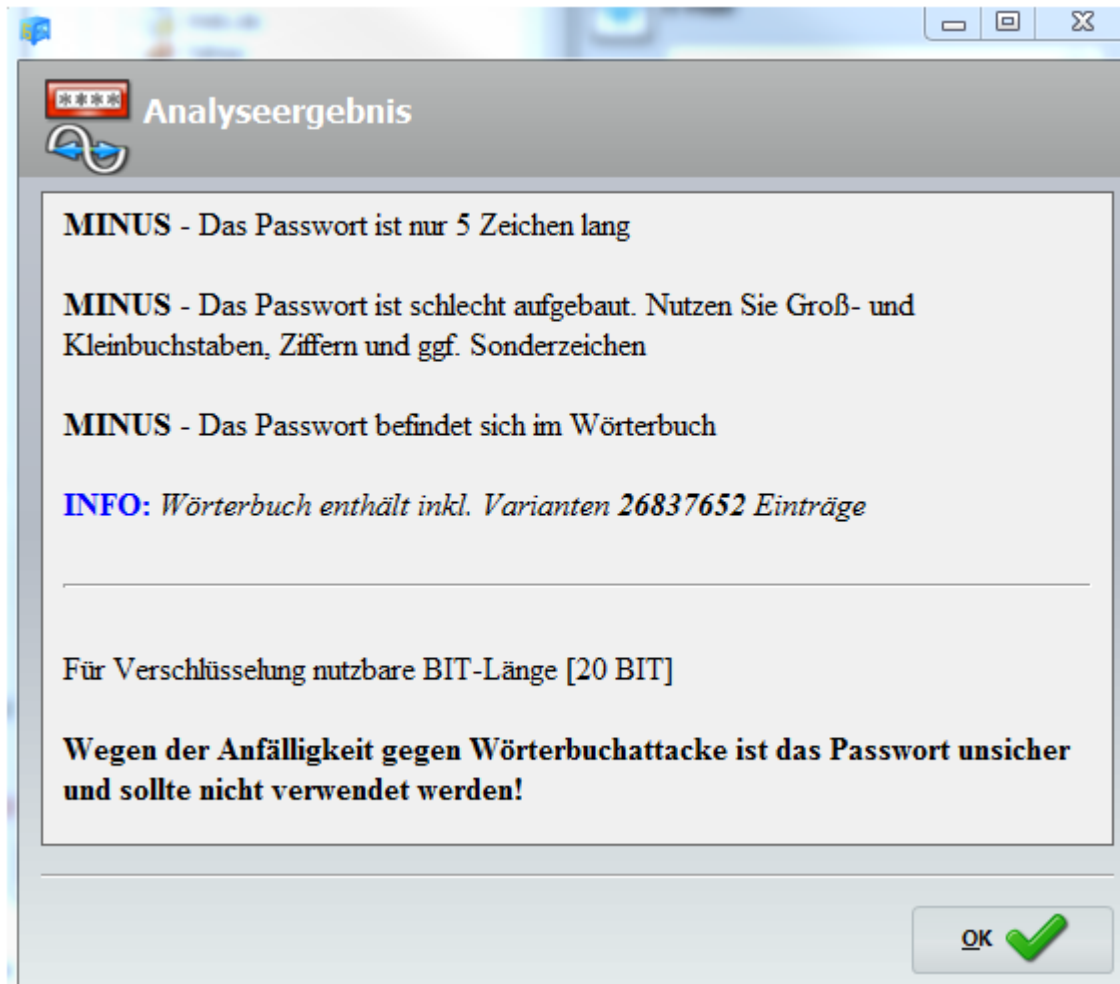 Analyseergebnis
MINUS - Das Passwort ist nur 5 Zeichen lang
MINUS - Das Passwort ist schlecht aufgebaut. Nutzen Sie Groß- und
Kleinbuchstaben, Ziffern und ggf. Sonderzeichen
MINUS - Das Passwort befindet sich im Wörterbuch
INFO: Wörterbuch enthält inkl. Varianten 26837652 Einträge
Für Verschlüsselung nutzbare BIT-Länge [20 BIT]
Wegen der Anfälligkeit gegen Wörterbuchattacke ist das Passwort unsicher
und sollte nicht verwendet werden!
OK